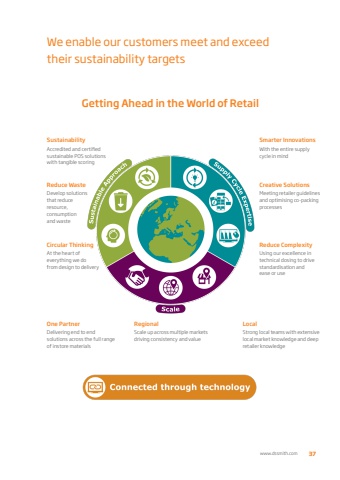 We enable our customers meet and exceed
their sustainability targets
Getting Ahead in the World of Retail
Sustainability
Accredited and certified
sustainable POS solutions
with tangible scoring
Reduce Waste
Develop solutions
that reduce
resource,
consumption
and waste
Circular Thinking
At the heart of
everything we do
from design to delivery
Sustainable Approach
Supply Cycle Expertise
Scale
Smarter Innovations
With the entire supply
cycle in mind
Creative Solutions
Meeting retailer guidelines
and optimising co-packing
processes
Reduce Complexity
Using our excellence in
technical dosing to drive
standardisation and
ease or use
One Partner
Delivering end to end
solutions across the full range
of instore materials
Regional
Scale up across multiple markets
driving consistency and value
Local
Strong local teams with extensive
local market knowledge and deep
retailer knowledge
Connected through technology
www.dssmith.com 37